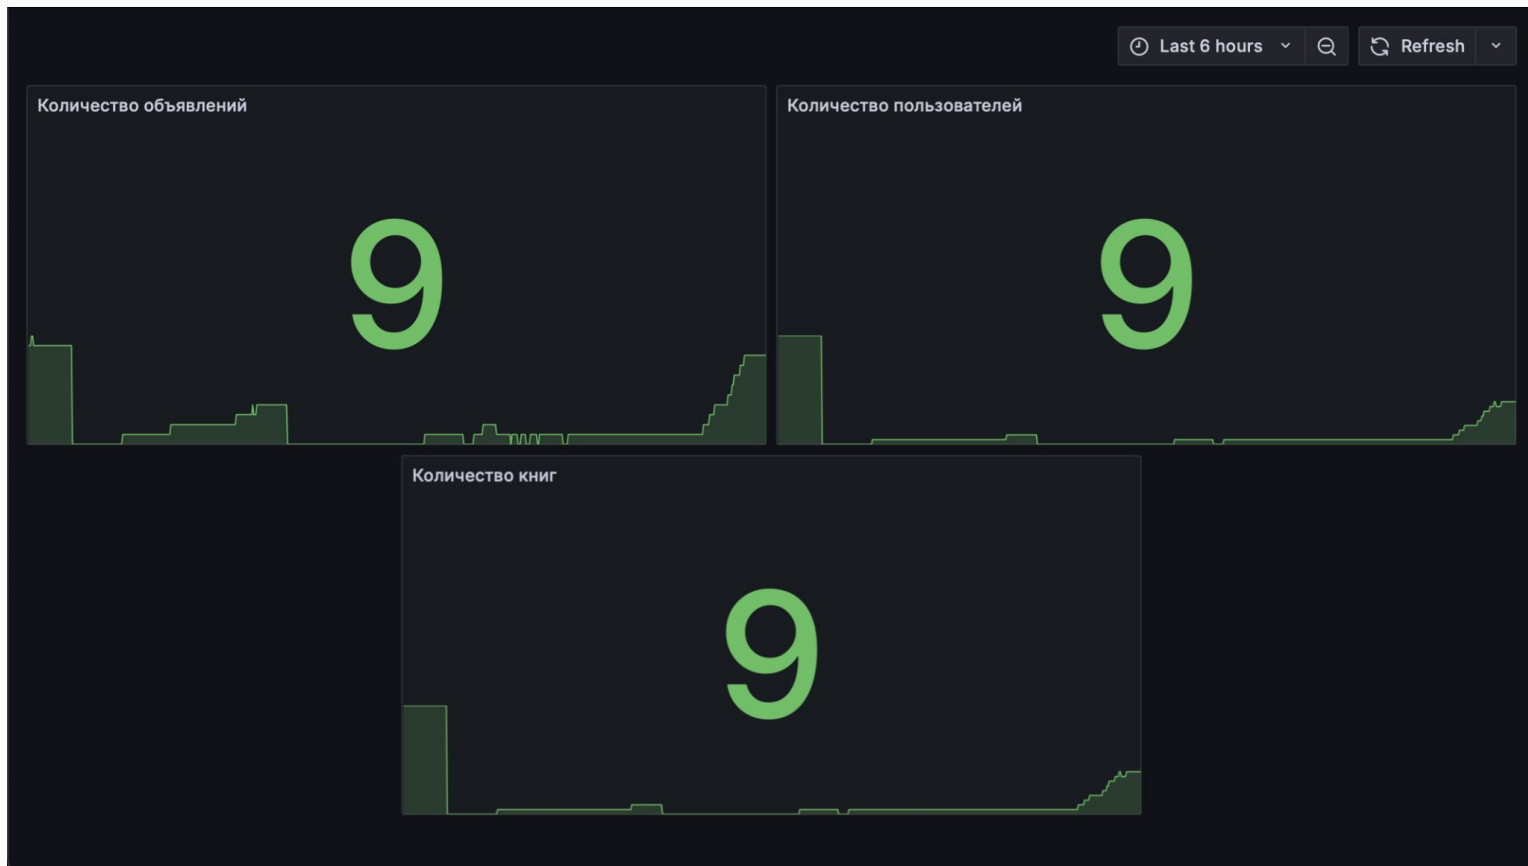 Last 6 hours
Refresh
Количество объявлений
9
Количество пользователей
9
Количество книг
9